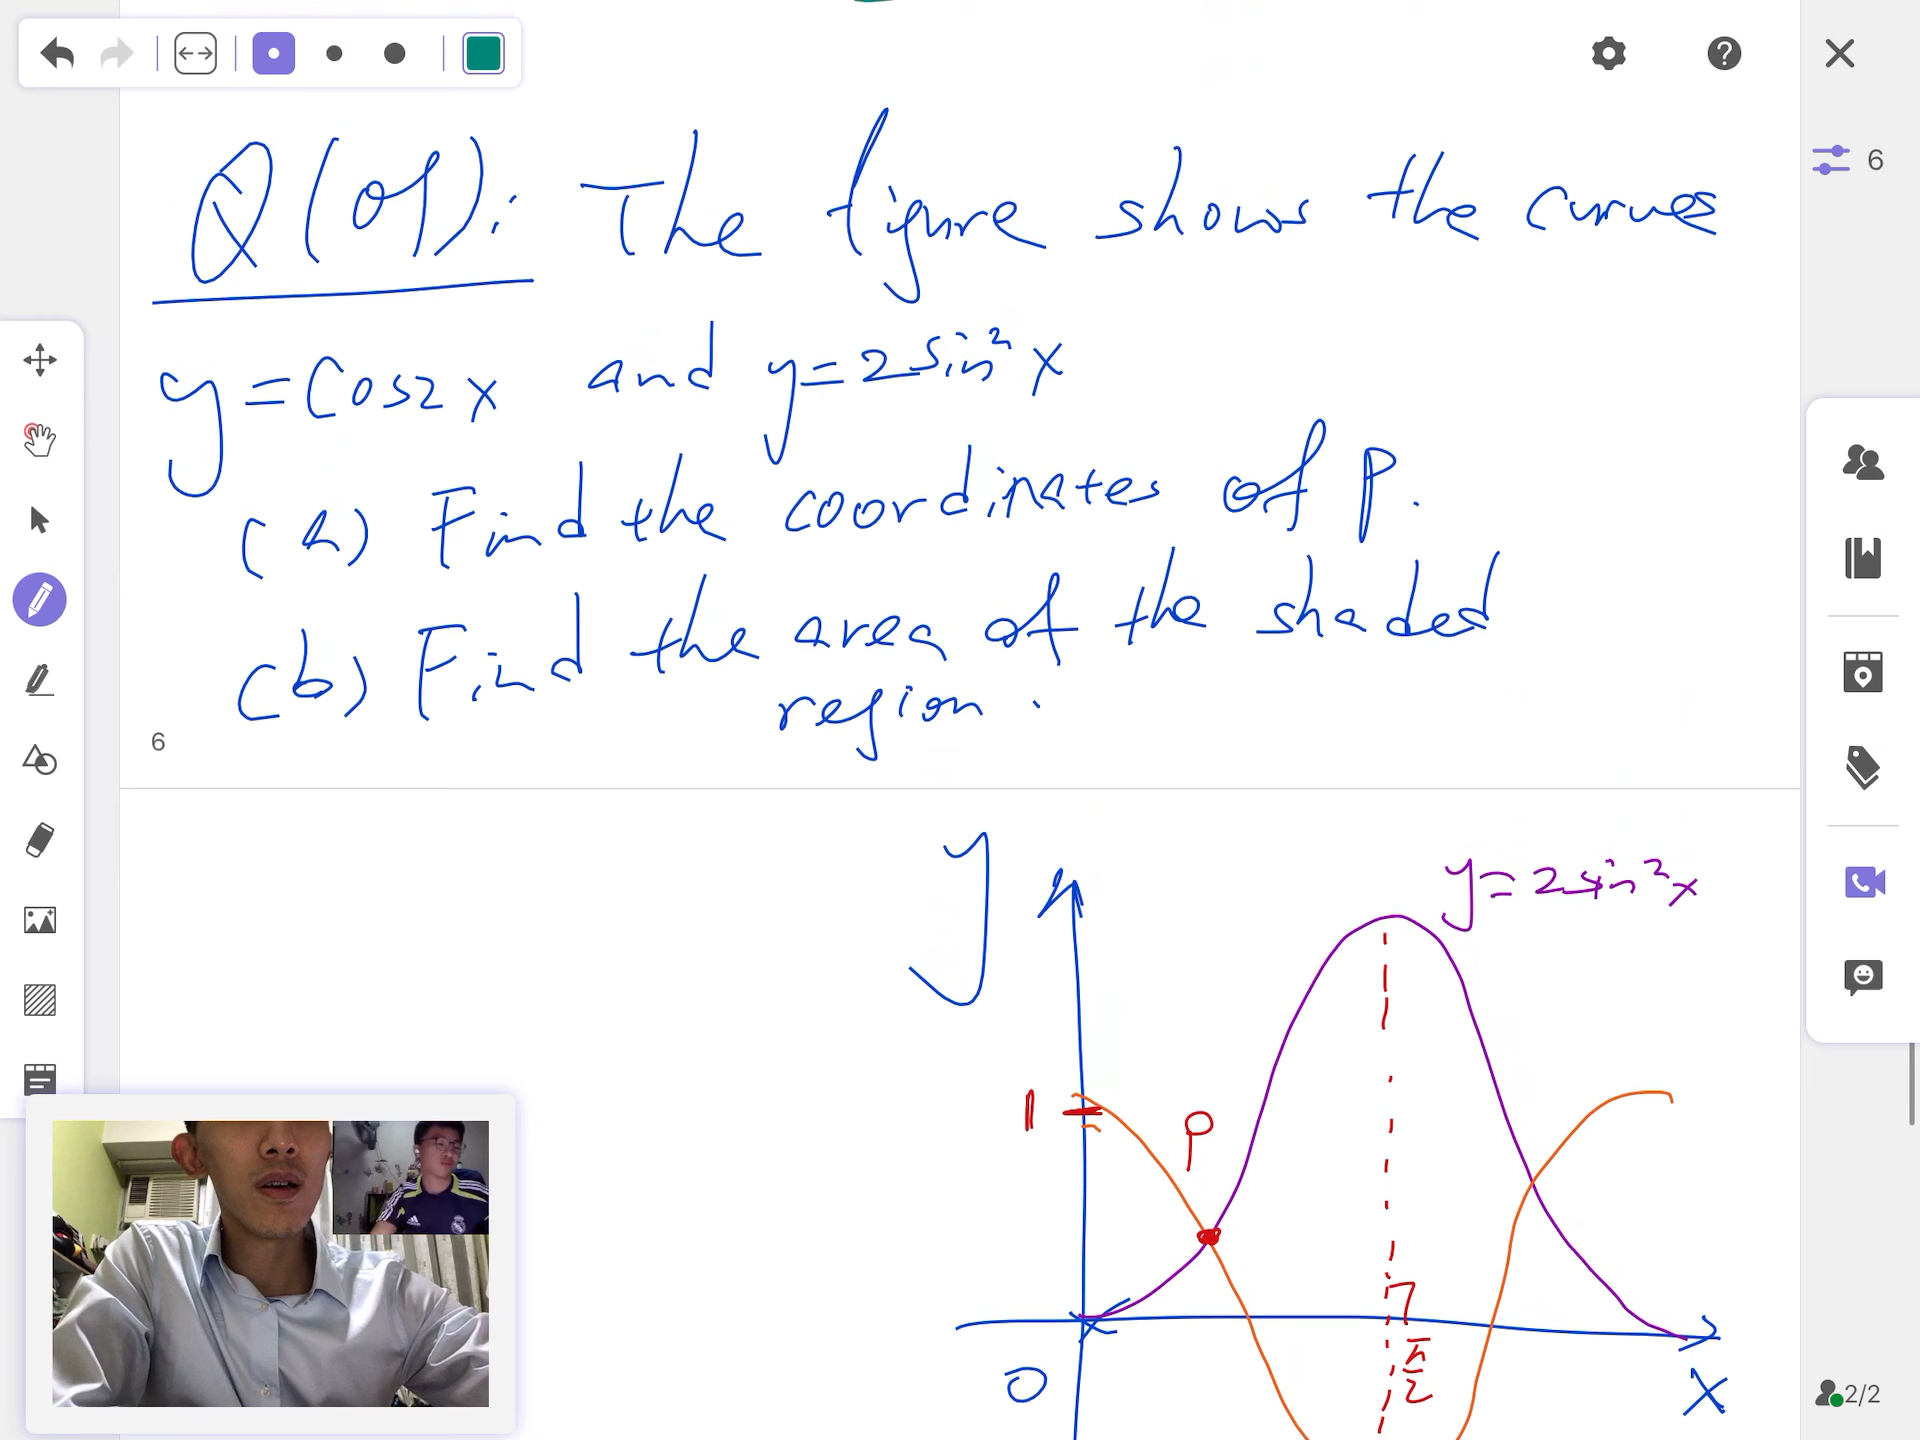 6
Q(01): The figure shows the curves
y = Cos2x and y=2sin²x
(a) Find the coordinates of P.
(b) Find the area of the shaded
region.
6
y
y=2sin²x
1
P
π/2
O
x
2/2